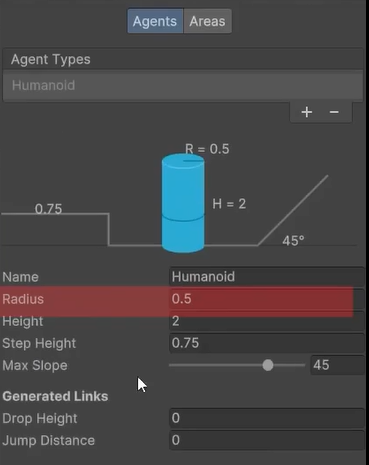 Agents Areas
Agent Types
Humanoid
+ −
R = 0.5
0.75
H = 2
45°
Name Humanoid
Radius 0.5
Height 2
Step Height 0.75
Max Slope 45
Generated Links
Drop Height 0
Jump Distance 0